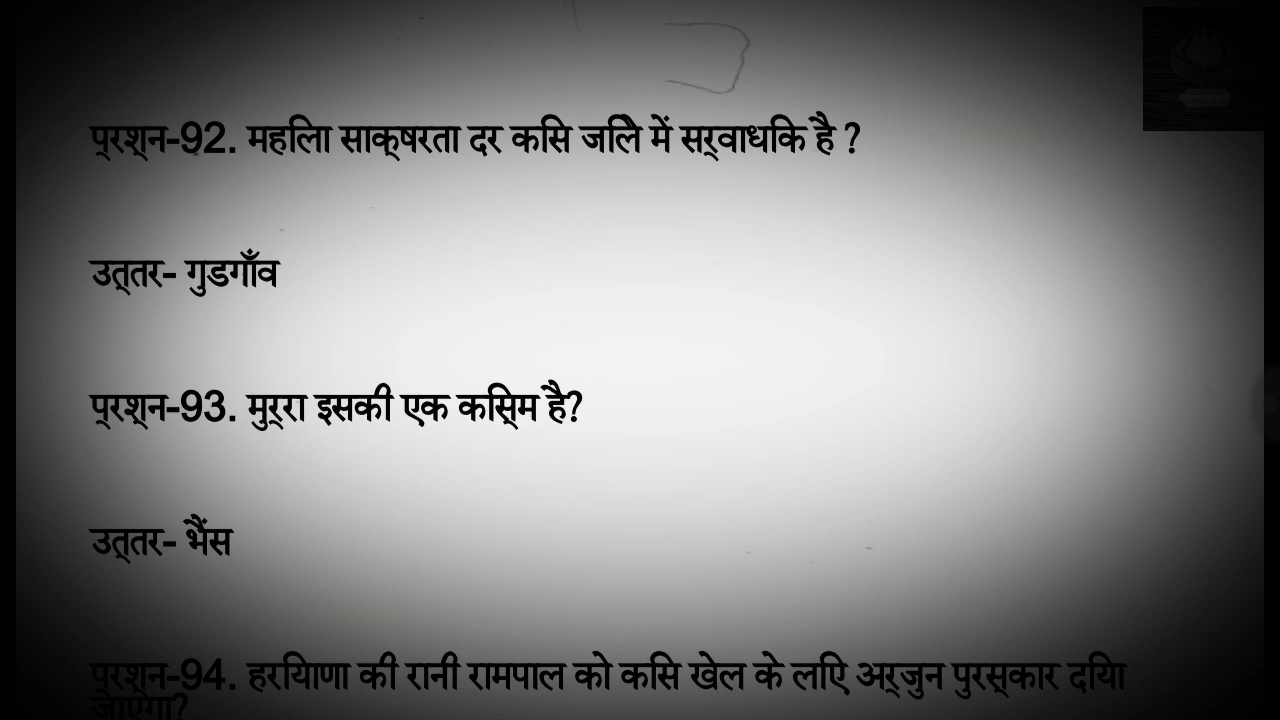 प्रश्न-92. महिला साक्षरता दर किस जिले में सर्वाधिक है ?
उत्तर- गुडगाँव
प्रश्न-93. मुर्रा इसकी एक किस्म है?
उत्तर- भैंस
प्रश्न-94. हरियाणा की रानी रामपाल को किस खेल के लिए अर्जुन पुरस्कार दिया
जाएगा?